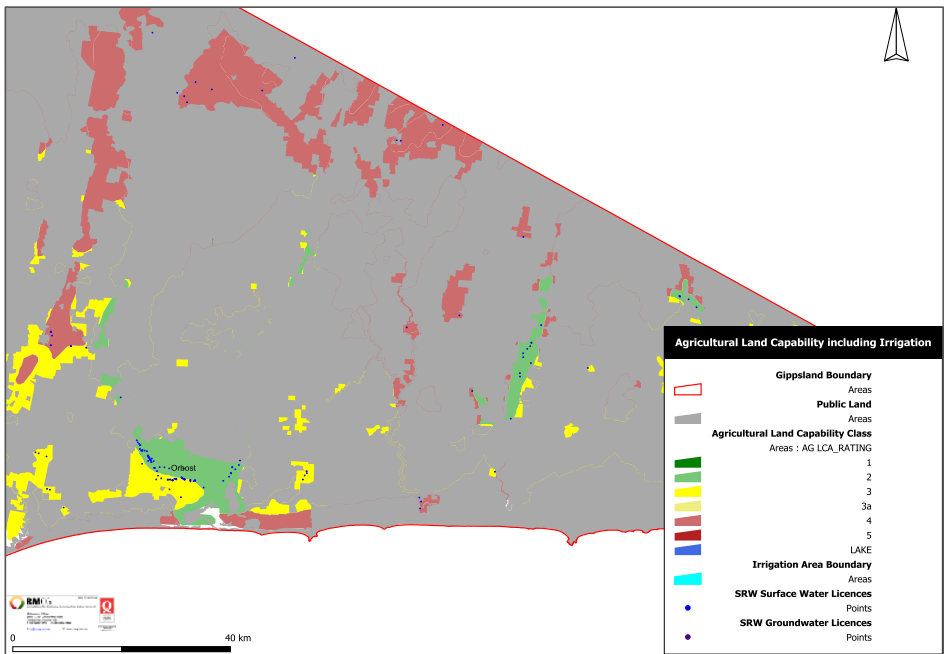 Agricultural Land Capability including Irrigation
Gippsland Boundary
Areas
Public Land
Areas
Agricultural Land Capability Class
Areas : AG LCA_RATING
1
2
3
3a
4
5
LAKE
Irrigation Area Boundary
Areas
SRW Surface Water Licences
Points
SRW Groundwater Licences
Points
Orbost
0 40 km